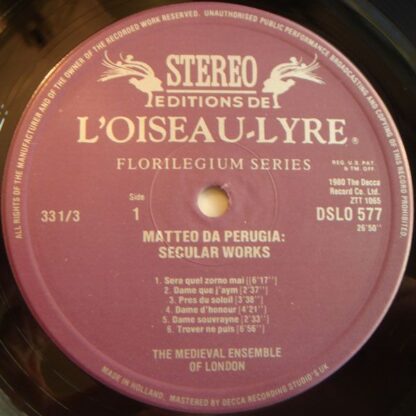 ALL RIGHTS OF THE MANUFACTURER AND OF THE OWNER OF THE RECORDED WORK RESERVED. UNAUTHORISED PUBLIC PERFORMANCE BROADCASTING AND COPYING OF THIS RECORD PROHIBITED
STEREO
EDITIONS DE
L'OISEAU-LYRE ®
FLORILEGIUM SERIES
REG. U.S. PAT. & TM. OFF.
℗ 1980 The Decca
Record Co. Ltd.
ZTT 1065
33 1/3
Side
1
DSLO 577
26'50''
MATTEO DA PERUGIA:
SECULAR WORKS
1. Sera quel zorno mai [(6'17'']
2. Dame que j'aym [2'37'']
3. Pres du soleil [3'38'']
4. Dame d'honour [4'21'']
5. Dame souvrayne [2'33'']
6. Trover ne puis [6'56'']
THE MEDIEVAL ENSEMBLE
OF LONDON
MADE IN HOLLAND. MASTERED BY DECCA RECORDING STUDIO'S U.K.